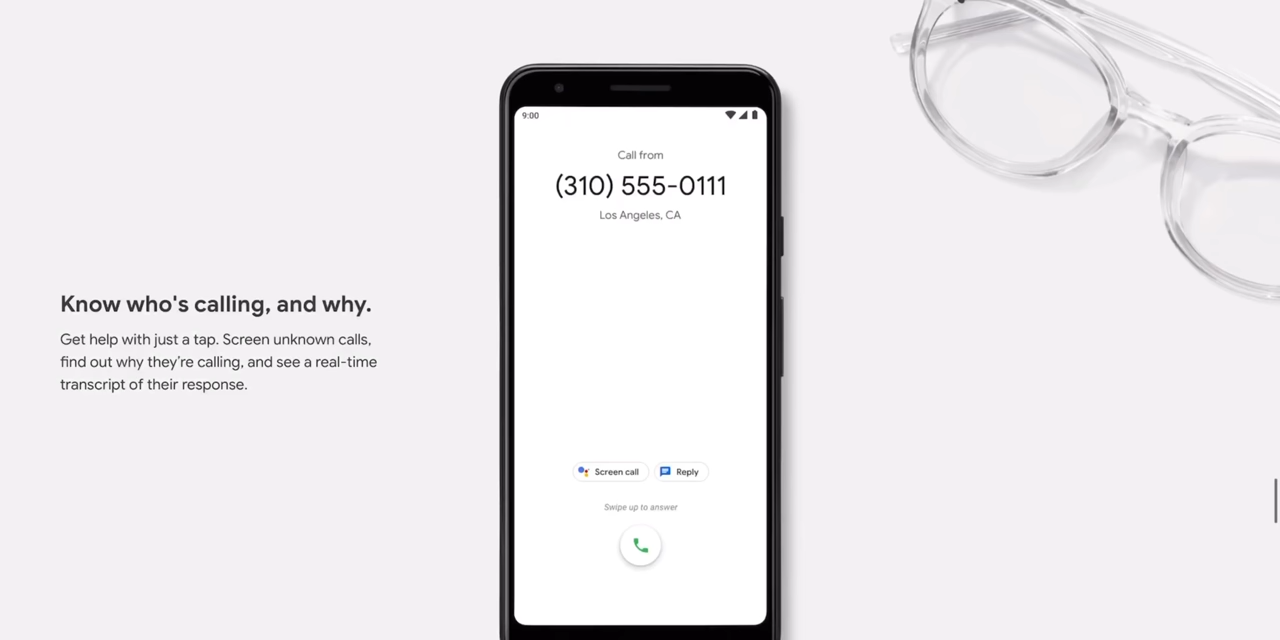 9:00
Call from
(310) 555-0111
Los Angeles, CA
Know who's calling, and why.
Get help with just a tap. Screen unknown calls,
find out why they're calling, and see a real-time
transcript of their response.
Screen call
Reply
Swipe up to answer